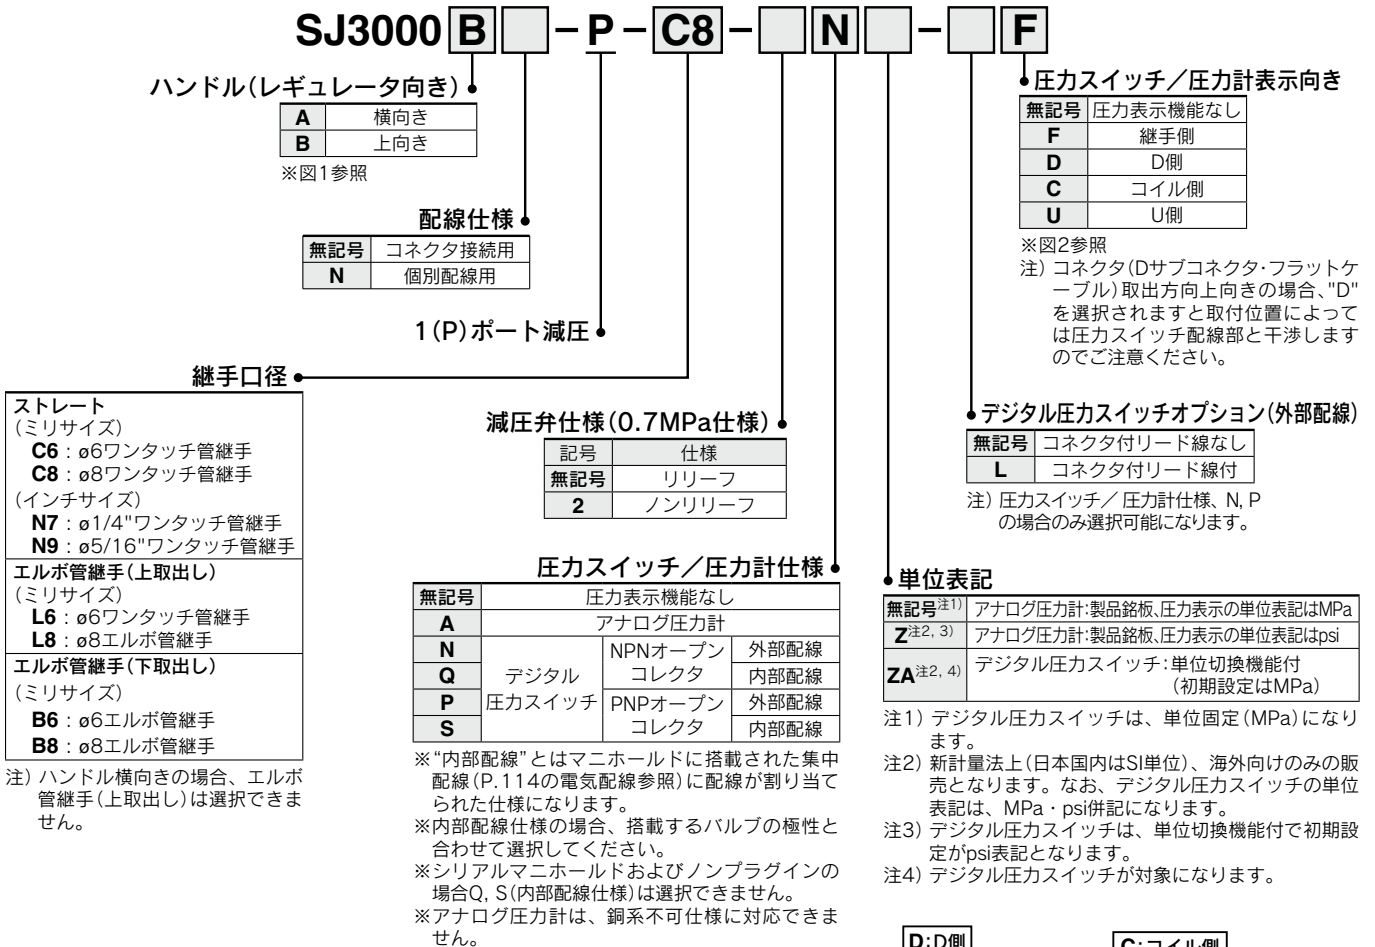 SJ3000 B □ − P − C8 − □ N □ − □ F
ハンドル(レギュレータ向き)
A 横向き
B 上向き
※図1参照
配線仕様
無記号 コネクタ接続用
N 個別配線用
1(P)ポート減圧
継手口径
ストレート
(ミリサイズ)
C6：ø6ワンタッチ管継手
C8：ø8ワンタッチ管継手
(インチサイズ)
N7：ø1/4"ワンタッチ管継手
N9：ø5/16"ワンタッチ管継手
エルボ管継手(上取出し)
(ミリサイズ)
L6：ø6ワンタッチ管継手
L8：ø8エルボ管継手
エルボ管継手(下取出し)
(ミリサイズ)
B6：ø6エルボ管継手
B8：ø8エルボ管継手
注) ハンドル横向きの場合、エルボ
管継手(上取出し)は選択できま
せん。
減圧弁仕様(0.7MPa仕様)
記号 仕様
無記号 リリーフ
2 ノンリリーフ
圧力スイッチ／圧力計仕様
無記号 圧力表示機能なし
A アナログ圧力計
N デジタル圧力スイッチ NPNオープンコレクタ 外部配線
Q 内部配線
P PNPオープンコレクタ 外部配線
S 内部配線
※“内部配線”とはマニホールドに搭載された集中
配線(P.114の電気配線参照)に配線が割り当て
られた仕様になります。
※内部配線仕様の場合、搭載するバルブの極性と
合わせて選択してください。
※シリアルマニホールドおよびノンプラグインの
場合Q, S(内部配線仕様)は選択できません。
※アナログ圧力計は、銅系不可仕様に対応できま
せん。
圧力スイッチ／圧力計表示向き
無記号 圧力表示機能なし
F 継手側
D D側
C コイル側
U U側
※図2参照
注) コネクタ(Dサブコネクタ・フラットケ
ーブル)取出方向上向きの場合、"D"
を選択されますと取付位置によって
は圧力スイッチ配線部と干渉します
のでご注意ください。
デジタル圧力スイッチオプション(外部配線)
無記号 コネクタ付リード線なし
L コネクタ付リード線付
注) 圧力スイッチ／圧力計仕様、N, P
の場合のみ選択可能になります。
単位表記
無記号注1) アナログ圧力計:製品銘板、圧力表示の単位表記はMPa
Z注2, 3) アナログ圧力計:製品銘板、圧力表示の単位表記はpsi
ZA注2, 4) デジタル圧力スイッチ:単位切換機能付
(初期設定はMPa)
注1) デジタル圧力スイッチは、単位固定(MPa)になり
ます。
注2) 新計量法上(日本国内はSI単位)、海外向けのみの販
売となります。なお、デジタル圧力スイッチの単位
表記は、MPa・psi併記になります。
注3) デジタル圧力スイッチは、単位切換機能付で初期設
定がpsi表記となります。
注4) デジタル圧力スイッチが対象になります。
D:D側
C:コイル側